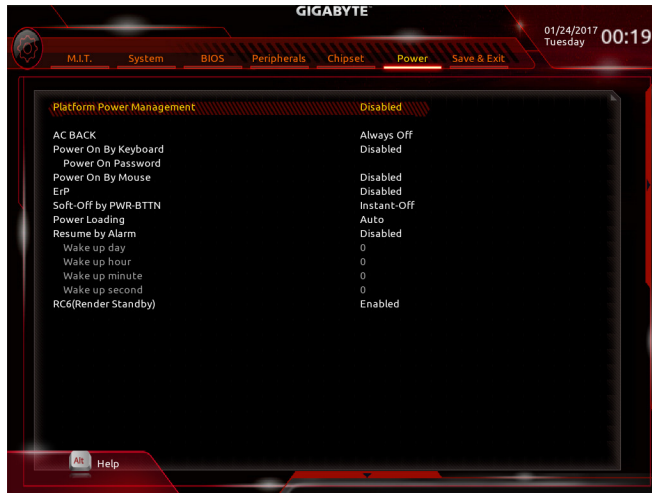 GIGABYTE
01/24/2017 Tuesday 00:19
M.I.T. System BIOS Peripherals Chipset Power Save & Exit
Platform Power Management Disabled
AC BACK Always Off
Power On By Keyboard Disabled
Power On Password
Power On By Mouse Disabled
ErP Disabled
Soft-Off by PWR-BTTN Instant-Off
Power Loading Auto
Resume by Alarm Disabled
Wake up day 0
Wake up hour 0
Wake up minute 0
Wake up second 0
RC6(Render Standby) Enabled
Alt Help